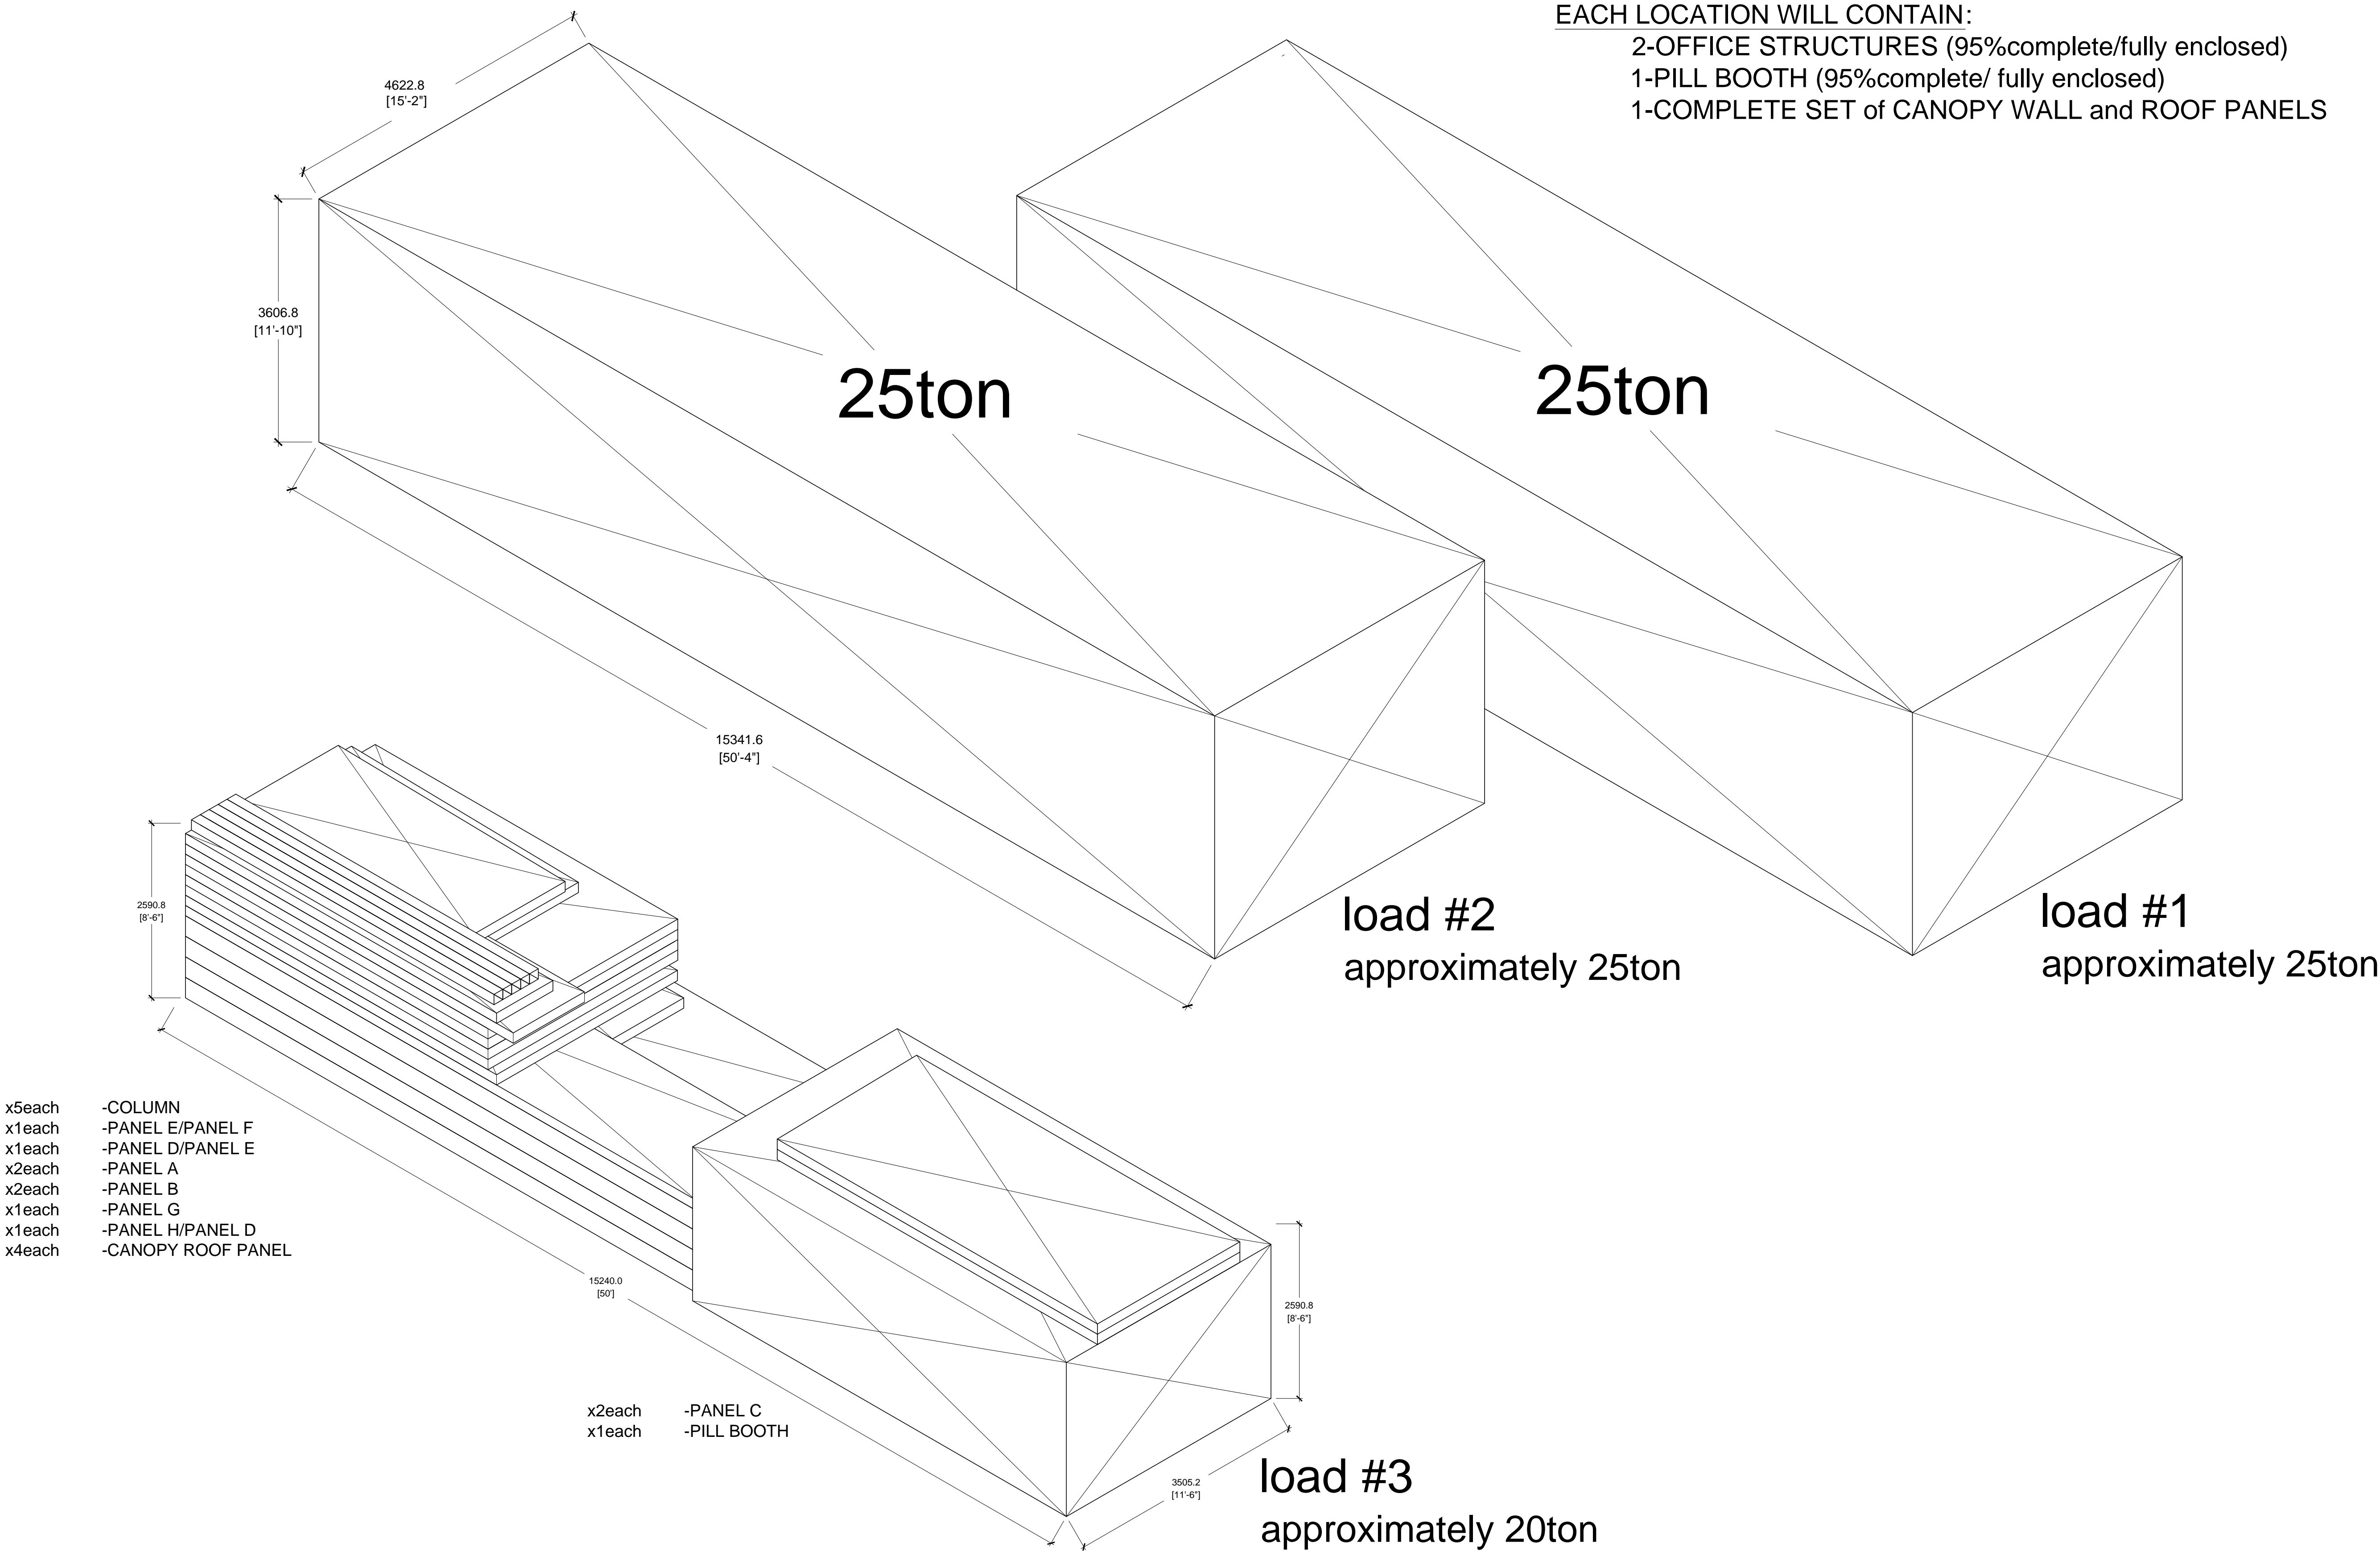 EACH LOCATION WILL CONTAIN:
2-OFFICE STRUCTURES (95%complete/fully enclosed)
1-PILL BOOTH (95%complete/ fully enclosed)
1-COMPLETE SET of CANOPY WALL and ROOF PANELS
4622.8
[15'-2"]
3606.8
[11'-10"]
25ton
25ton
15341.6
[50'-4"]
load #2
approximately 25ton
load #1
approximately 25ton
2590.8
[8'-6"]
x5each -COLUMN
x1each -PANEL E/PANEL F
x1each -PANEL D/PANEL E
x2each -PANEL A
x2each -PANEL B
x1each -PANEL G
x1each -PANEL H/PANEL D
x4each -CANOPY ROOF PANEL
15240.0
[50']
2590.8
[8'-6"]
x2each -PANEL C
x1each -PILL BOOTH
3505.2
[11'-6"]
load #3
approximately 20ton